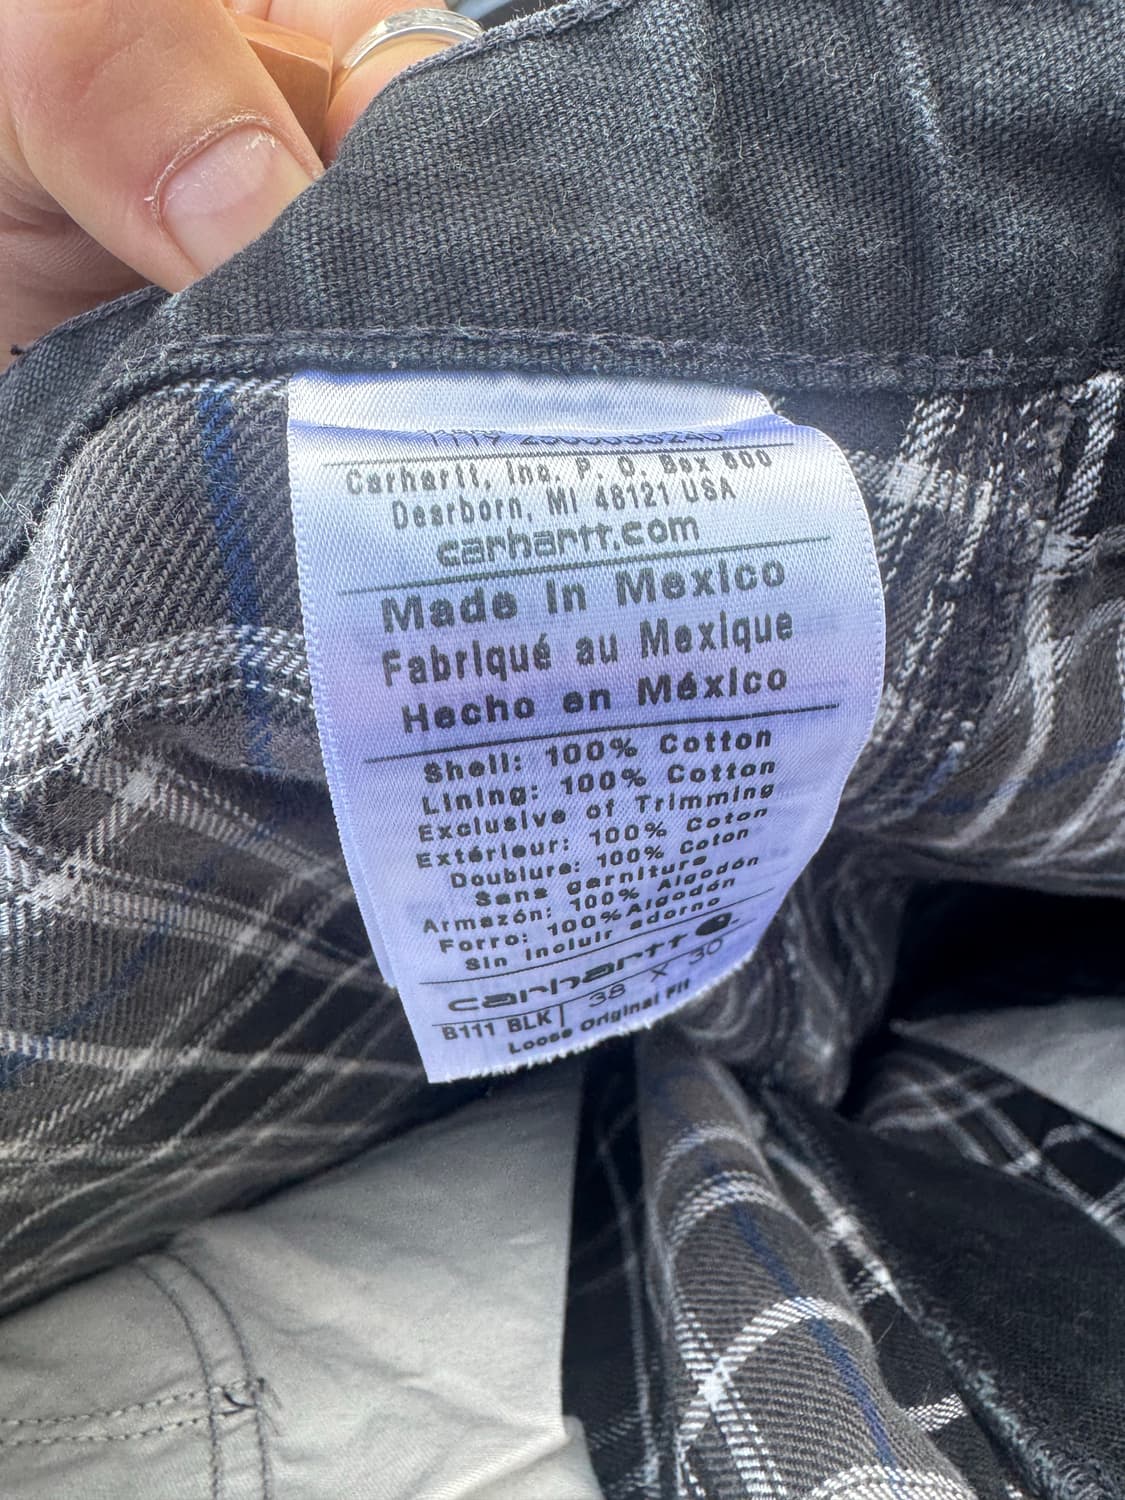 Carhartt, Inc. P. O. Box 600
Dearborn, MI 48121 USA
carhartt.com
Made In Mexico
Fabriqué au Mexique
Hecho en México
Shell: 100% Cotton
Lining: 100% Cotton
Exclusive of Trimming
Extérieur: 100% Coton
Doublure: 100% Coton
Sans garniture
Armazón: 100% Algodón
Forro: 100%Algodón
Sin incluir adorno
carhartt
B111 BLK 38 X 30
Loose Original Fit